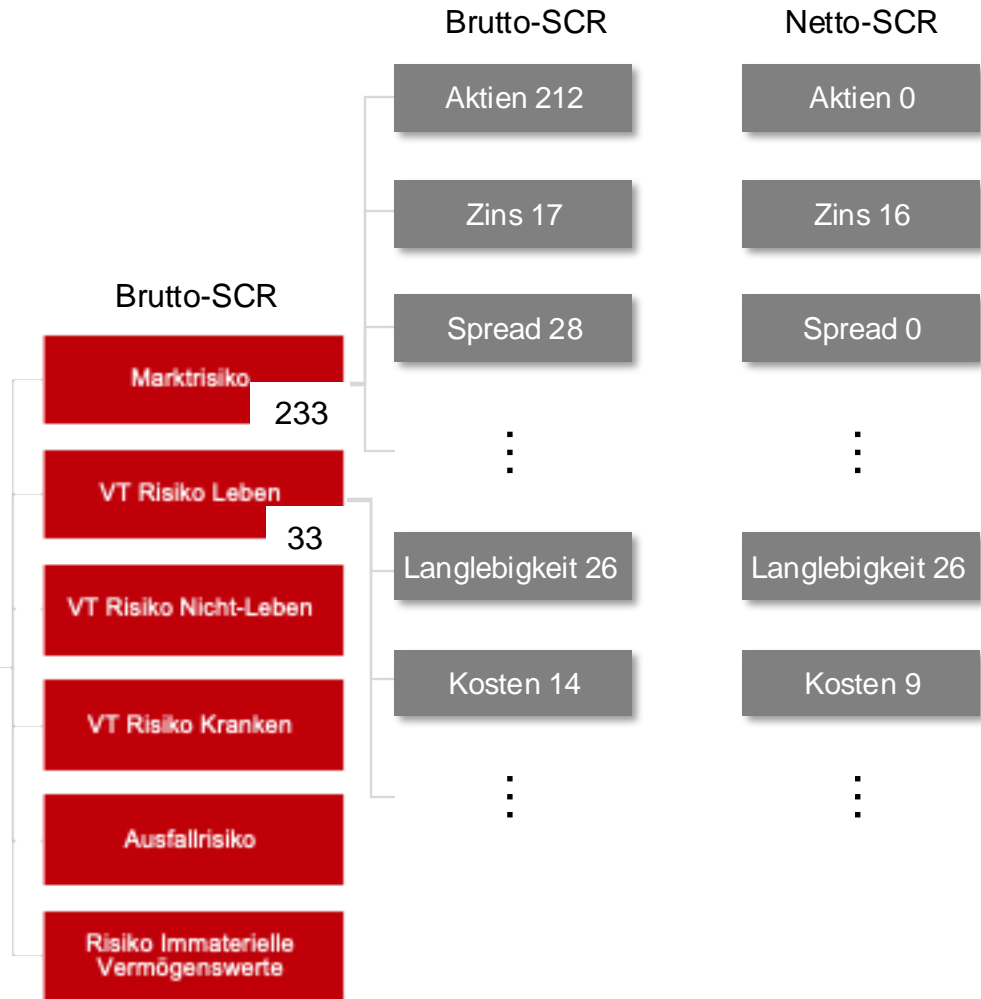 Brutto-SCR
Netto-SCR
Aktien 212
Aktien 0
Zins 17
Zins 16
Brutto-SCR
Spread 28
Spread 0
Marktrisiko
233
⋮
⋮
VT Risiko Leben
33
Langlebigkeit 26
Langlebigkeit 26
VT Risiko Nicht-Leben
Kosten 14
Kosten 9
VT Risiko Kranken
⋮
⋮
Ausfallrisiko
Risiko Immaterielle
Vermögenswerte